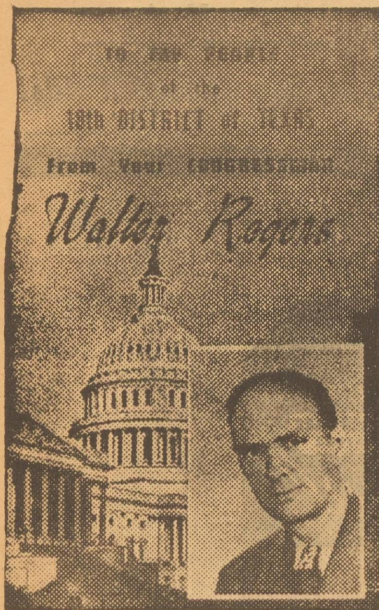 TO THE PEOPLE
of the
18th DISTRICT of TEXAS
From Your CONGRESSMAN
Walter Rogers